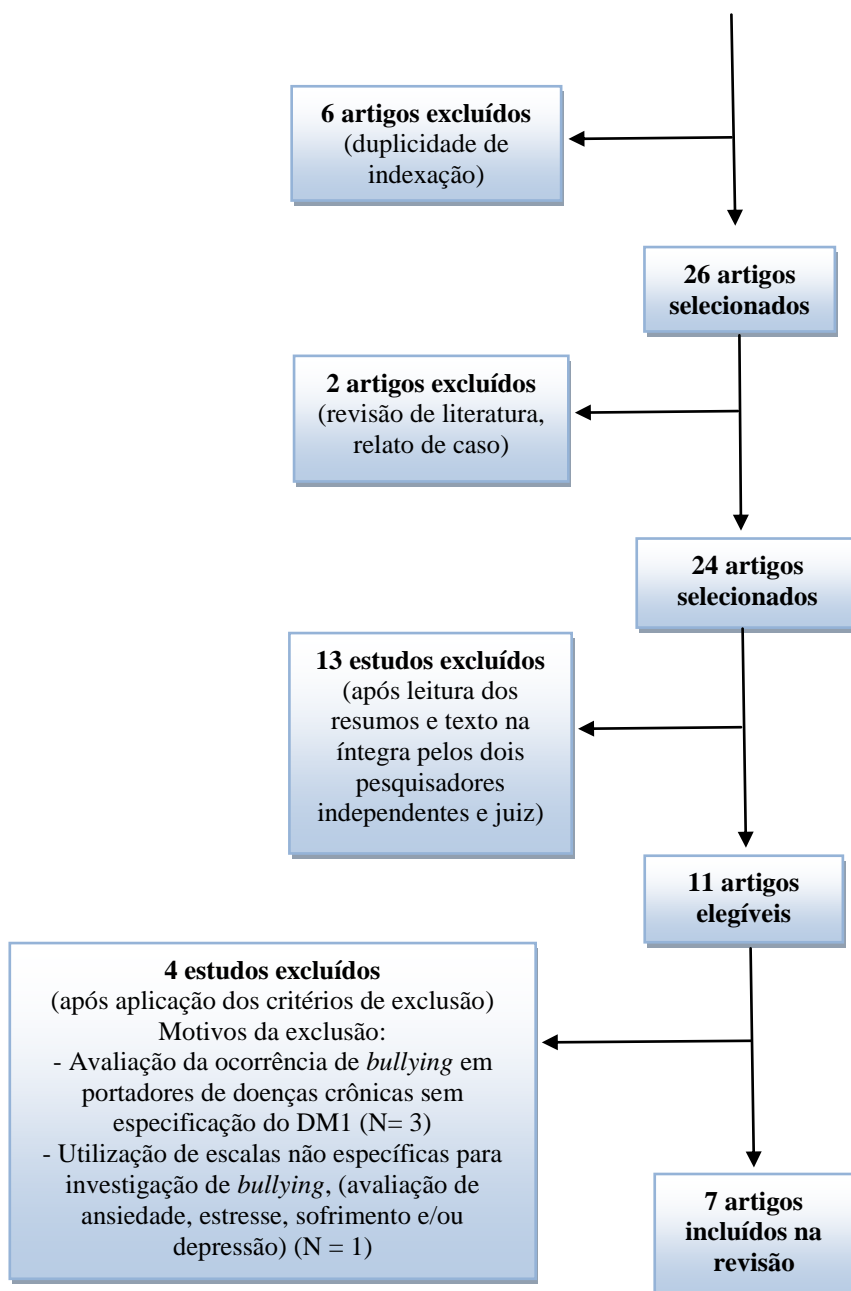 6 artigos excluídos
(duplicidade de
indexação)
26 artigos
selecionados
2 artigos excluídos
(revisão de literatura,
relato de caso)
24 artigos
selecionados
13 estudos excluídos
(após leitura dos
resumos e texto na
íntegra pelos dois
pesquisadores
independentes e juiz)
11 artigos
elegíveis
4 estudos excluídos
(após aplicação dos critérios de exclusão)
Motivos da exclusão:
- Avaliação da ocorrência de bullying em
portadores de doenças crônicas sem
especificação do DM1 (N= 3)
- Utilização de escalas não específicas para
investigação de bullying, (avaliação de
ansiedade, estresse, sofrimento e/ou
depressão) (N = 1)
7 artigos
incluídos na
revisão